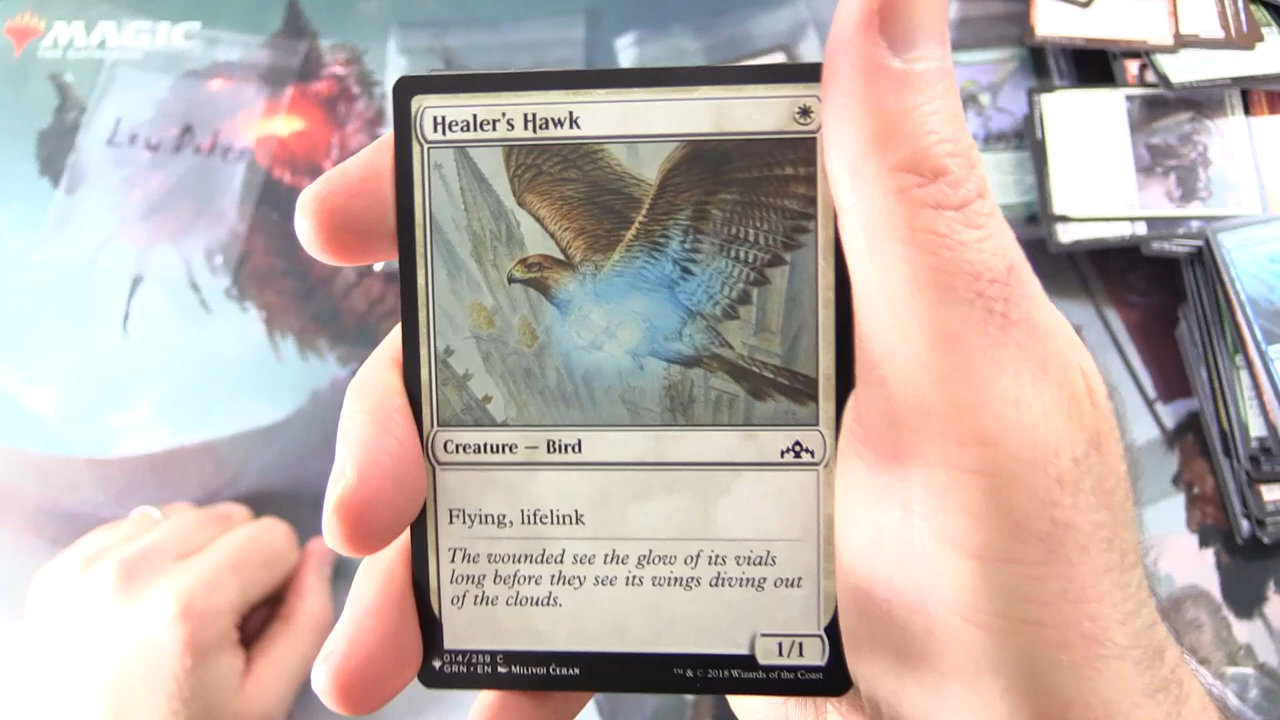 MAGIC
Healer's Hawk
Creature — Bird
Flying, lifelink
The wounded see the glow of its vials
long before they see its wings diving out
of the clouds.
1/1
014/259 C
GRN • EN Milivoj Ćeran
™ & © 2018 Wizards of the Coast